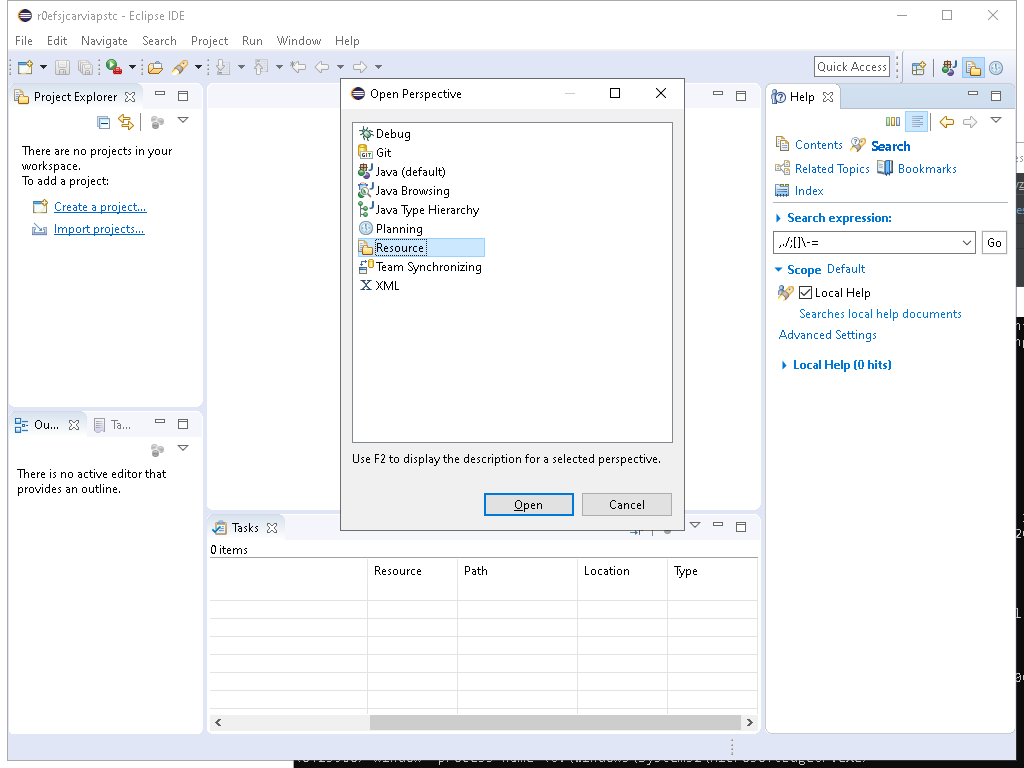 r0efsjcarviapstc - Eclipse IDE
File Edit Navigate Search Project Run Window Help
Quick Access
Project Explorer
There are no projects in your
workspace.
To add a project:
Create a project...
Import projects...
Ou...
Ta...
There is no active editor that
provides an outline.
Open Perspective
Debug
Git
Java (default)
Java Browsing
Java Type Hierarchy
Planning
Resource
Team Synchronizing
XML
Use F2 to display the description for a selected perspective.
Open Cancel
Tasks
0 items
Resource Path Location Type
Help
Contents Search
Related Topics Bookmarks
Index
Search expression:
,./;[]\-=
Go
Scope Default
Local Help
Searches local help documents
Advanced Settings
Local Help (0 hits)